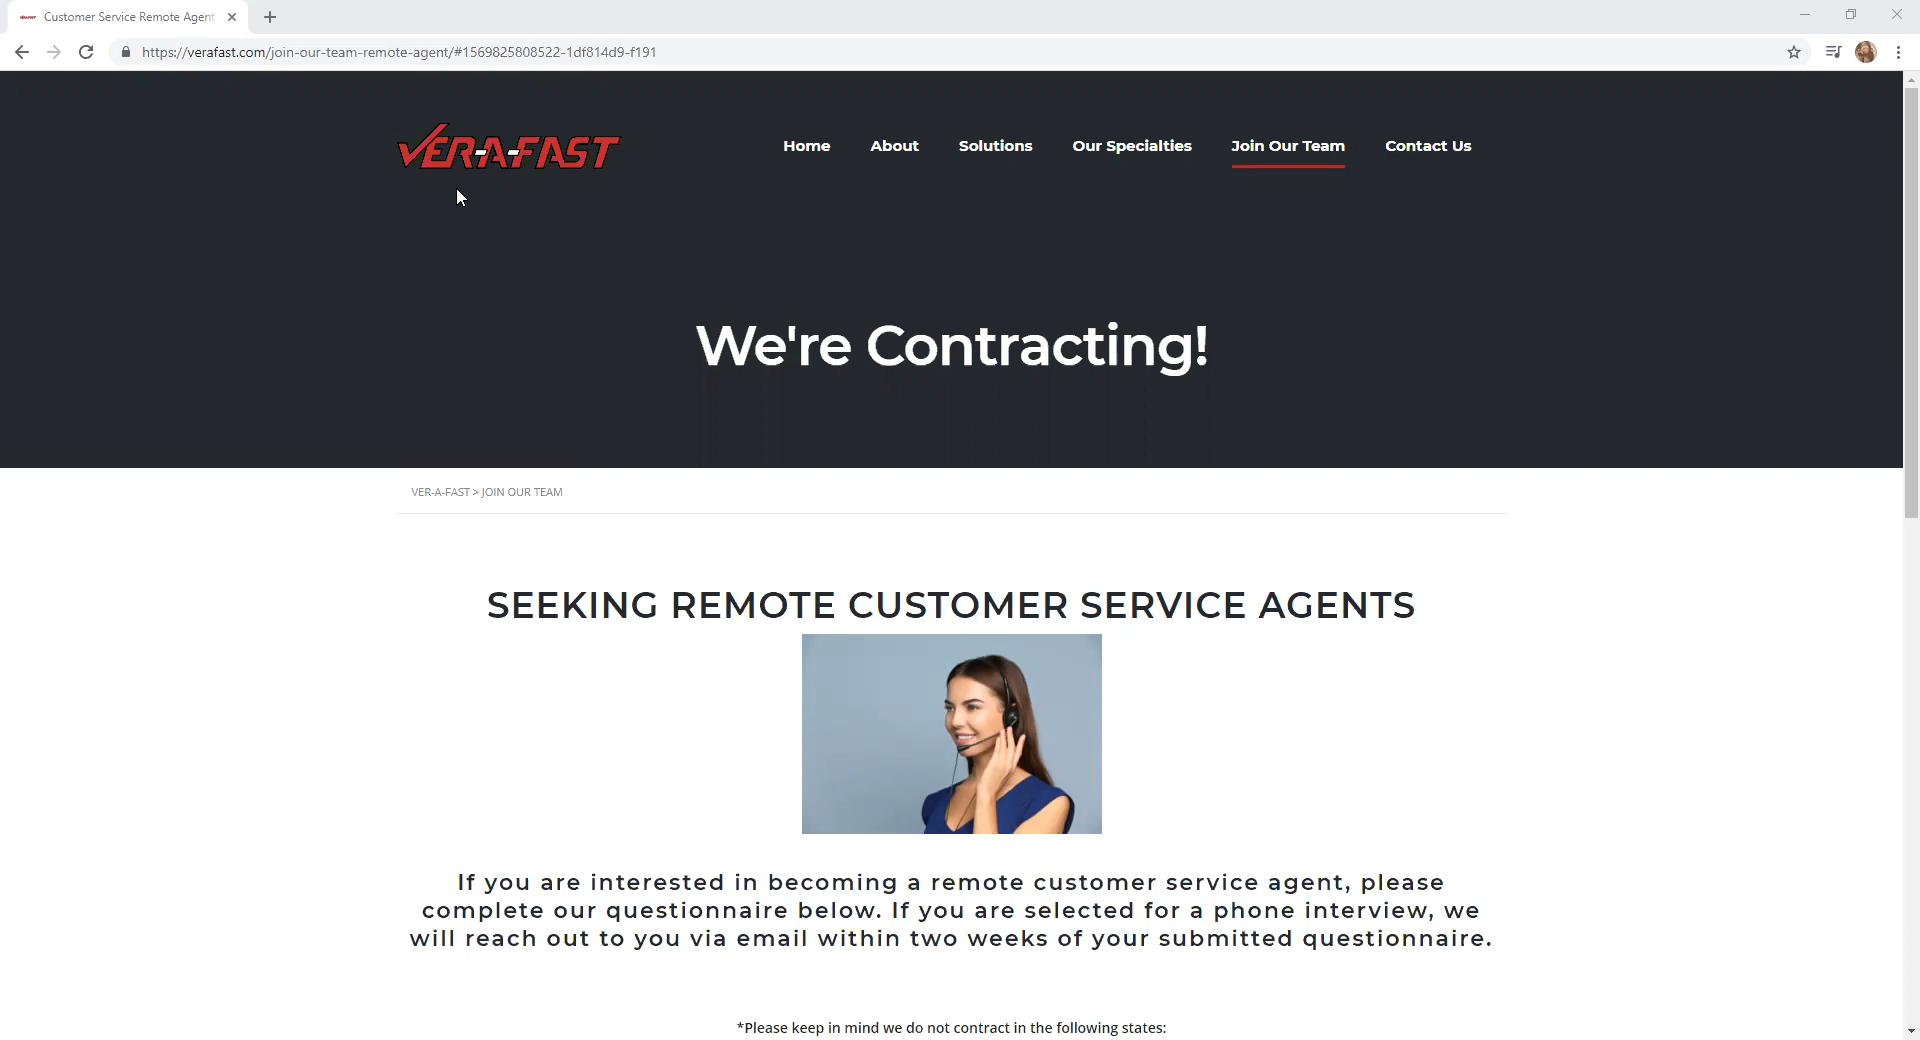 Customer Service Remote Agent
https://verafast.com/join-our-team-remote-agent/#1569825808522-1df814d9-f191
VER-A-FAST
Home About Solutions Our Specialties Join Our Team Contact Us
We're Contracting!
VER-A-FAST > JOIN OUR TEAM
SEEKING REMOTE CUSTOMER SERVICE AGENTS
If you are interested in becoming a remote customer service agent, please
complete our questionnaire below. If you are selected for a phone interview, we
will reach out to you via email within two weeks of your submitted questionnaire.
*Please keep in mind we do not contract in the following states: